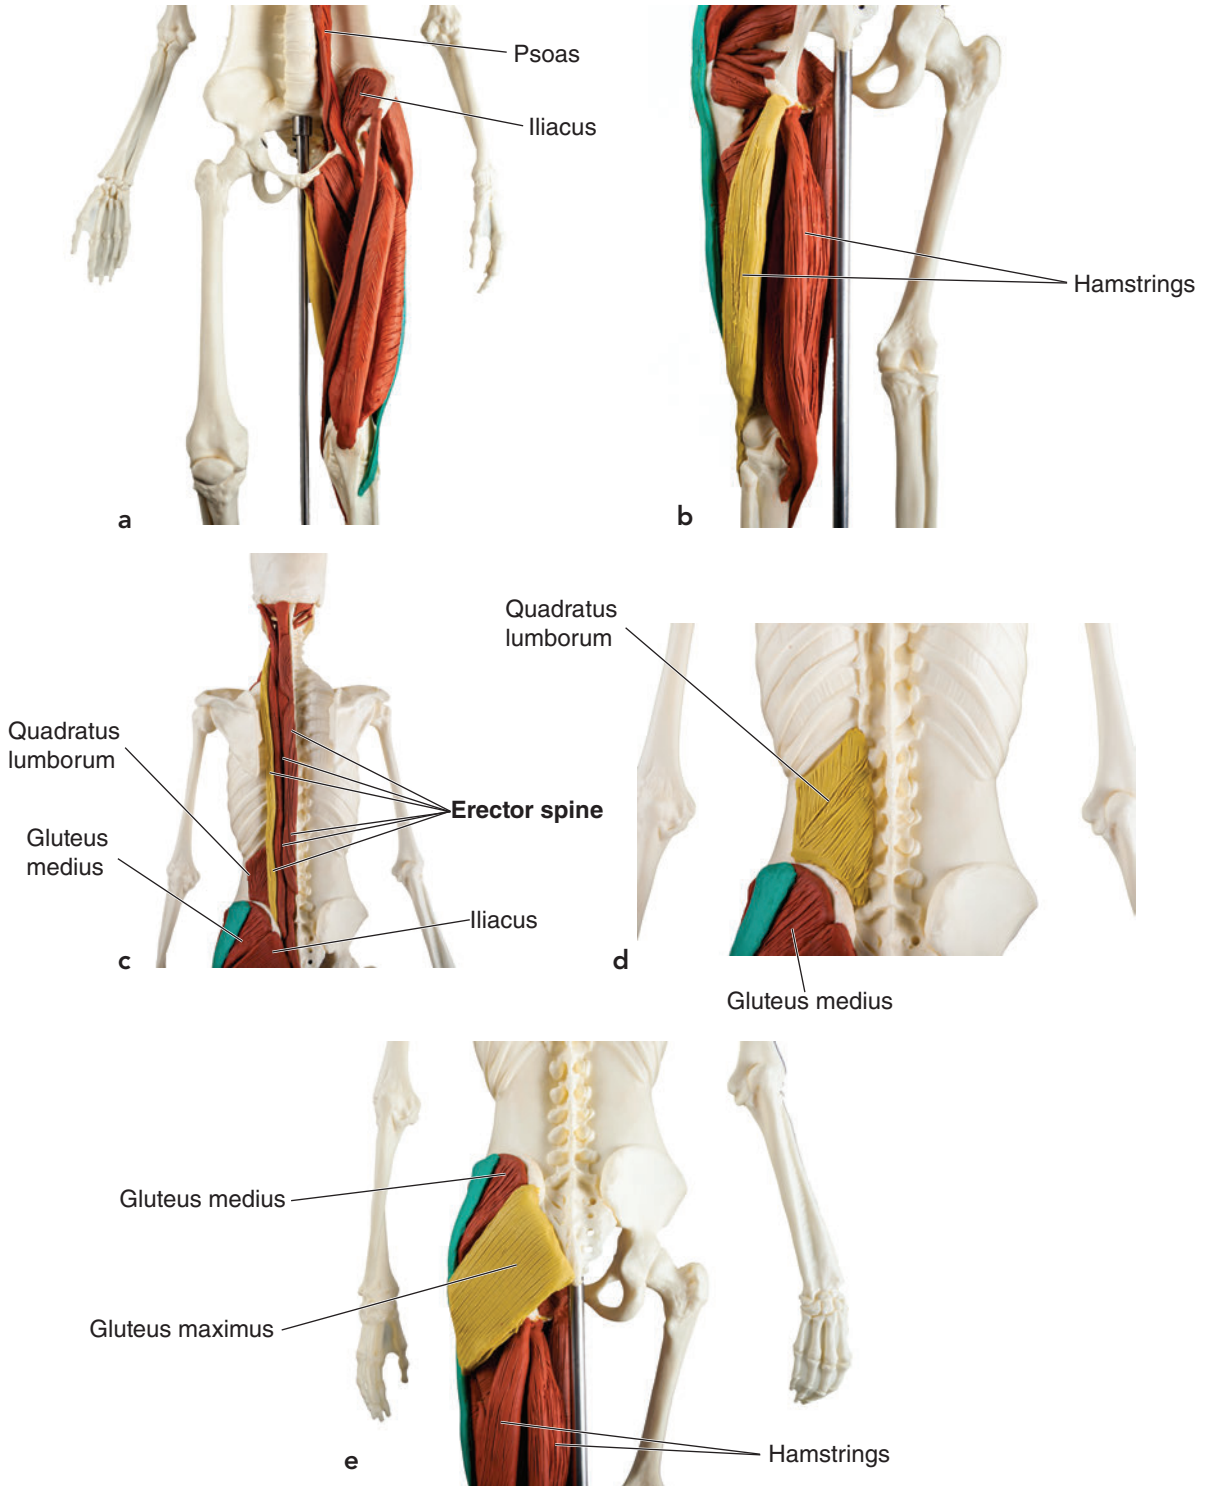 Psoas
Iliacus
a
Hamstrings
b
Quadratus
lumborum
Gluteus
medius
Erector spine
Iliacus
c
Quadratus
lumborum
d
Gluteus medius
Gluteus medius
Gluteus maximus
Hamstrings
e